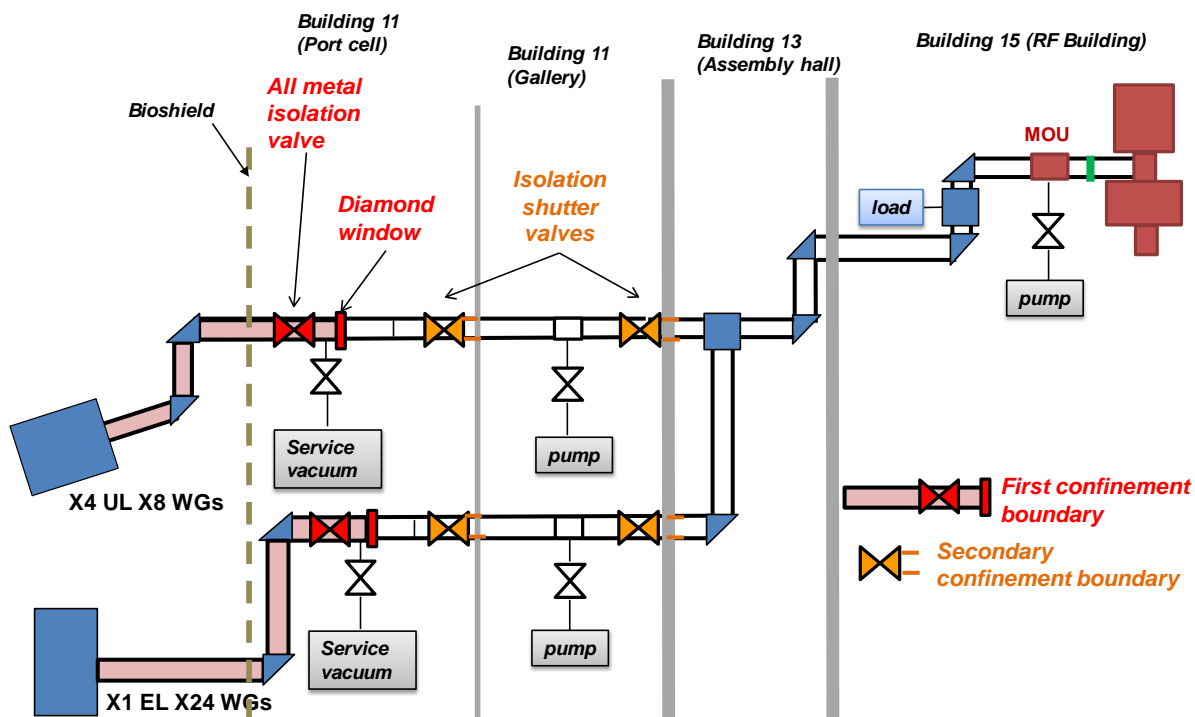 Building 11
(Port cell)
Building 11
(Gallery)
Building 13
(Assembly hall)
Building 15 (RF Building)
Bioshield
All metal
isolation
valve
Diamond
window
Isolation
shutter
valves
MOU
load
pump
Service
vacuum
pump
X4 UL X8 WGs
First confinement
boundary
Secondary
confinement boundary
Service
vacuum
pump
X1 EL X24 WGs